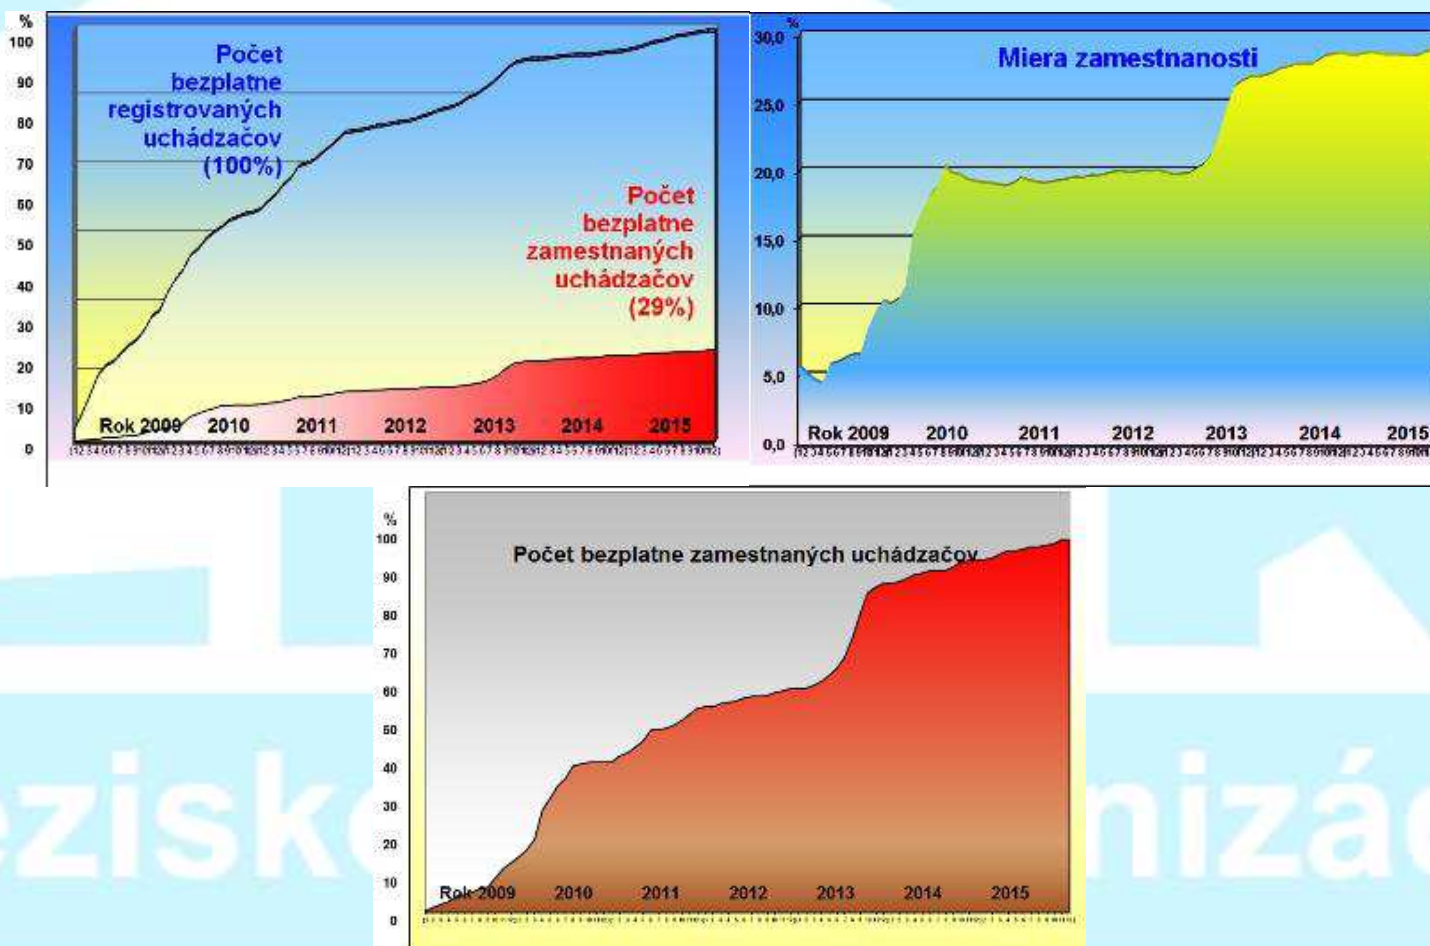 %
100
90
80
70
60
50
40
30
20
10
0
Počet
bezplatne
registrovaných
uchádzačov
(100%)
Počet
bezplatne
zamestnaných
uchádzačov
(29%)
Rok 2009 2010 2011 2012 2013 2014 2015
%
30,0
25,0
20,0
15,0
10,0
5,0
0,0
Miera zamestnanosti
Rok 2009 2010 2011 2012 2013 2014 2015
%
100
90
80
70
60
50
40
30
20
10
0
Počet bezplatne zamestnaných uchádzačov
Rok 2009 2010 2011 2012 2013 2014 2015